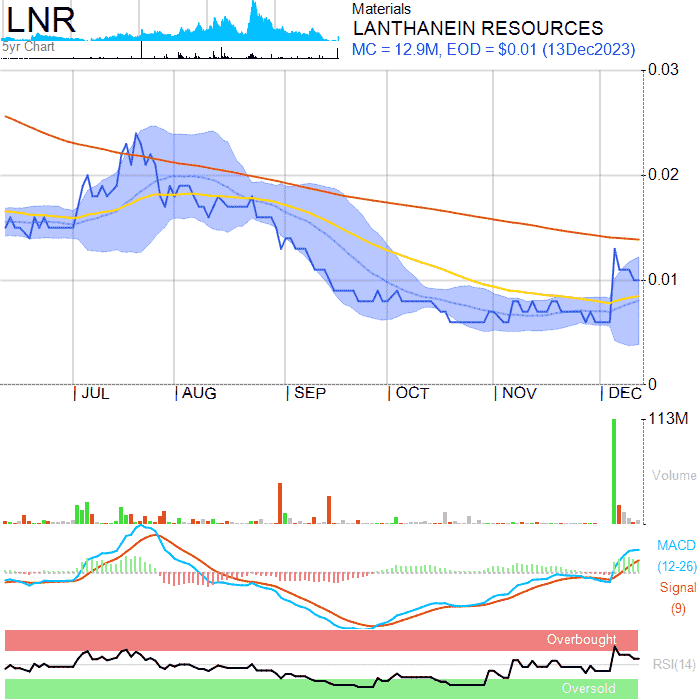 LNR
5yr Chart
Materials
LANTHANEIN RESOURCES
MC = 12.9M, EOD = $0.01 (13Dec2023)
0.03
0.02
0.01
0
JUL AUG SEP OCT NOV DEC
113M
Volume
MACD
(12-26)
Signal
(9)
Overbought
RSI(14)
Oversold